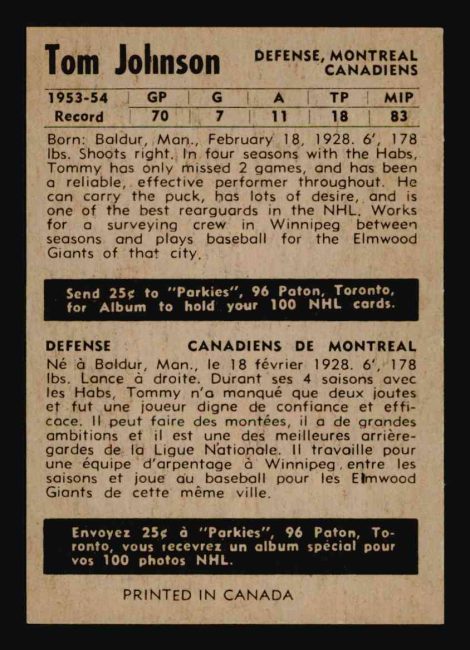 Tom Johnson
DEFENSE, MONTREAL
CANADIENS
1953-54 GP G A TP MIP
Record 70 7 11 18 83
Born: Baldur, Man., February 18, 1928. 6', 178
lbs. Shoots right. In four seasons with the Habs,
Tommy has only missed 2 games, and has been
a reliable, effective performer throughout. He
can carry the puck, has lots of desire, and is
one of the best rearguards in the NHL. Works
for a surveying crew in Winnipeg between
seasons and plays baseball for the Elmwood
Giants of that city.
Send 25¢ to "Parkies", 96 Paton, Toronto,
for Album to hold your 100 NHL cards.
DEFENSE CANADIENS DE MONTREAL
Né à Baldur, Man., le 18 février 1928. 6', 178
lbs. Lance à droite. Durant ses 4 saisons avec
les Habs, Tommy n'a manqué que deux joutes
et fut une joueur digne de confiance et effi-
cace. Il peut faire des montées, il a de grandes
ambitions et il est une des meilleures arrière-
gardes de la Ligue Nationale. Il travaille pour
une équipe d'arpentage à Winnipeg entre les
saisons et joue au baseball pour les Elmwood
Giants de cette même ville.
Envoyez 25¢ à "Parkies", 96 Paton, To-
ronto, vous recevrez un album spécial pour
vos 100 photos NHL.
PRINTED IN CANADA